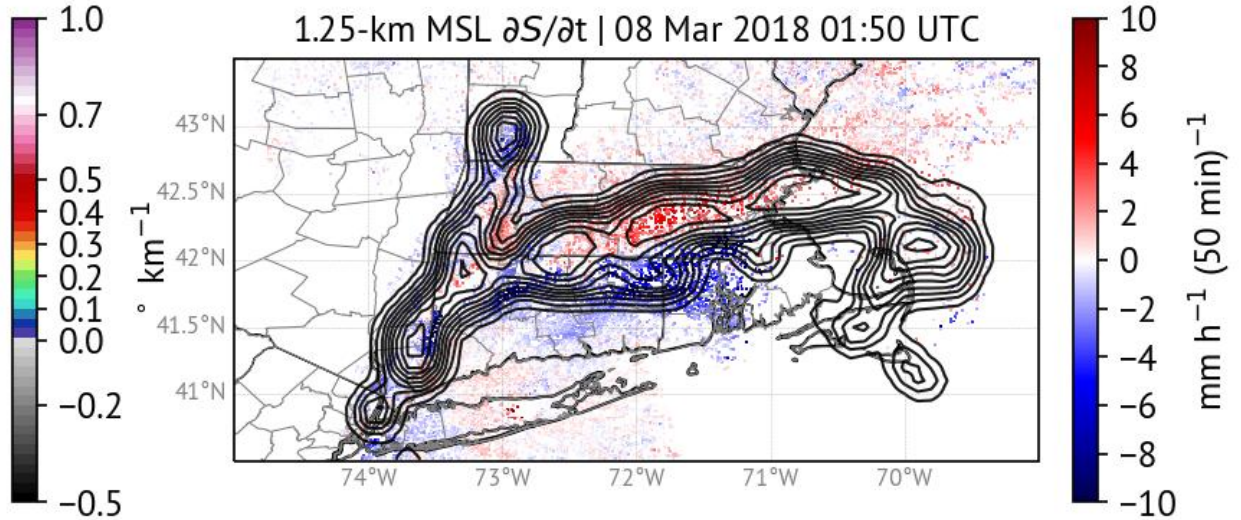 1.25-km MSL ∂S/∂t | 08 Mar 2018 01:50 UTC
1.0
0.7
0.5
0.4
0.3
0.2
0.1
0.0
−0.2
−0.5
° km⁻¹
43°N
42.5°N
42°N
41.5°N
41°N
74°W
73°W
72°W
71°W
70°W
10
8
6
4
2
0
−2
−4
−6
−8
−10
mm h⁻¹ (50 min)⁻¹